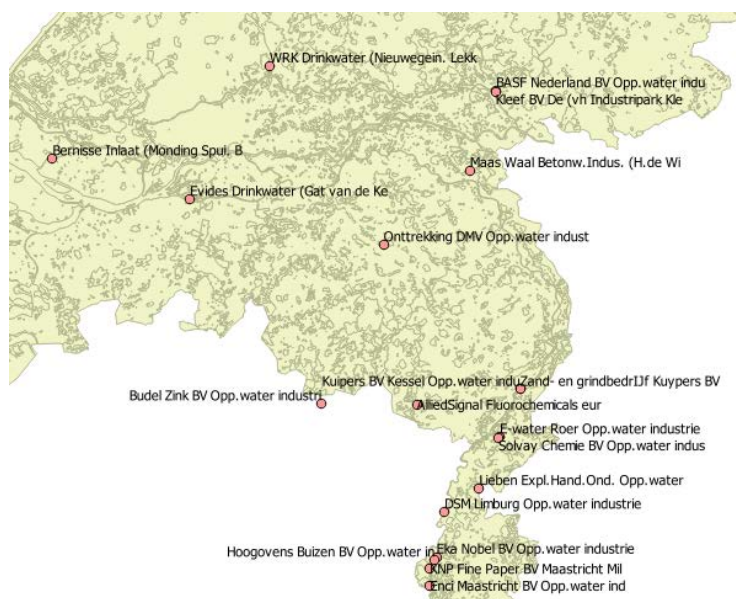 WRK Drinkwater (Nieuwegein. Lekk
BASF Nederland BV Opp.water indu
Kleef BV De (vh Industripark Kle
Bernisse Inlaat (Monding Spui. B
Maas Waal Betonw.Indus. (H.de Wi
Evides Drinkwater (Gat van de Ke
Onttrekking DMV Opp.water indust
Kuipers BV Kessel Opp.water indu
Zand- en grindbedrIJf Kuypers BV
Budel Zink BV Opp.water industri
AlliedSignal Fluorochemicals eur
E-water Roer Opp.water industrie
Solvay Chemie BV Opp.water indus
Lieben Expl.Hand.Ond. Opp.water
DSM Limburg Opp.water industrie
Hoogovens Buizen BV Opp.water in
Eka Nobel BV Opp.water industrie
KNP Fine Paper BV Maastricht Mil
Enci Maastricht BV Opp.water ind